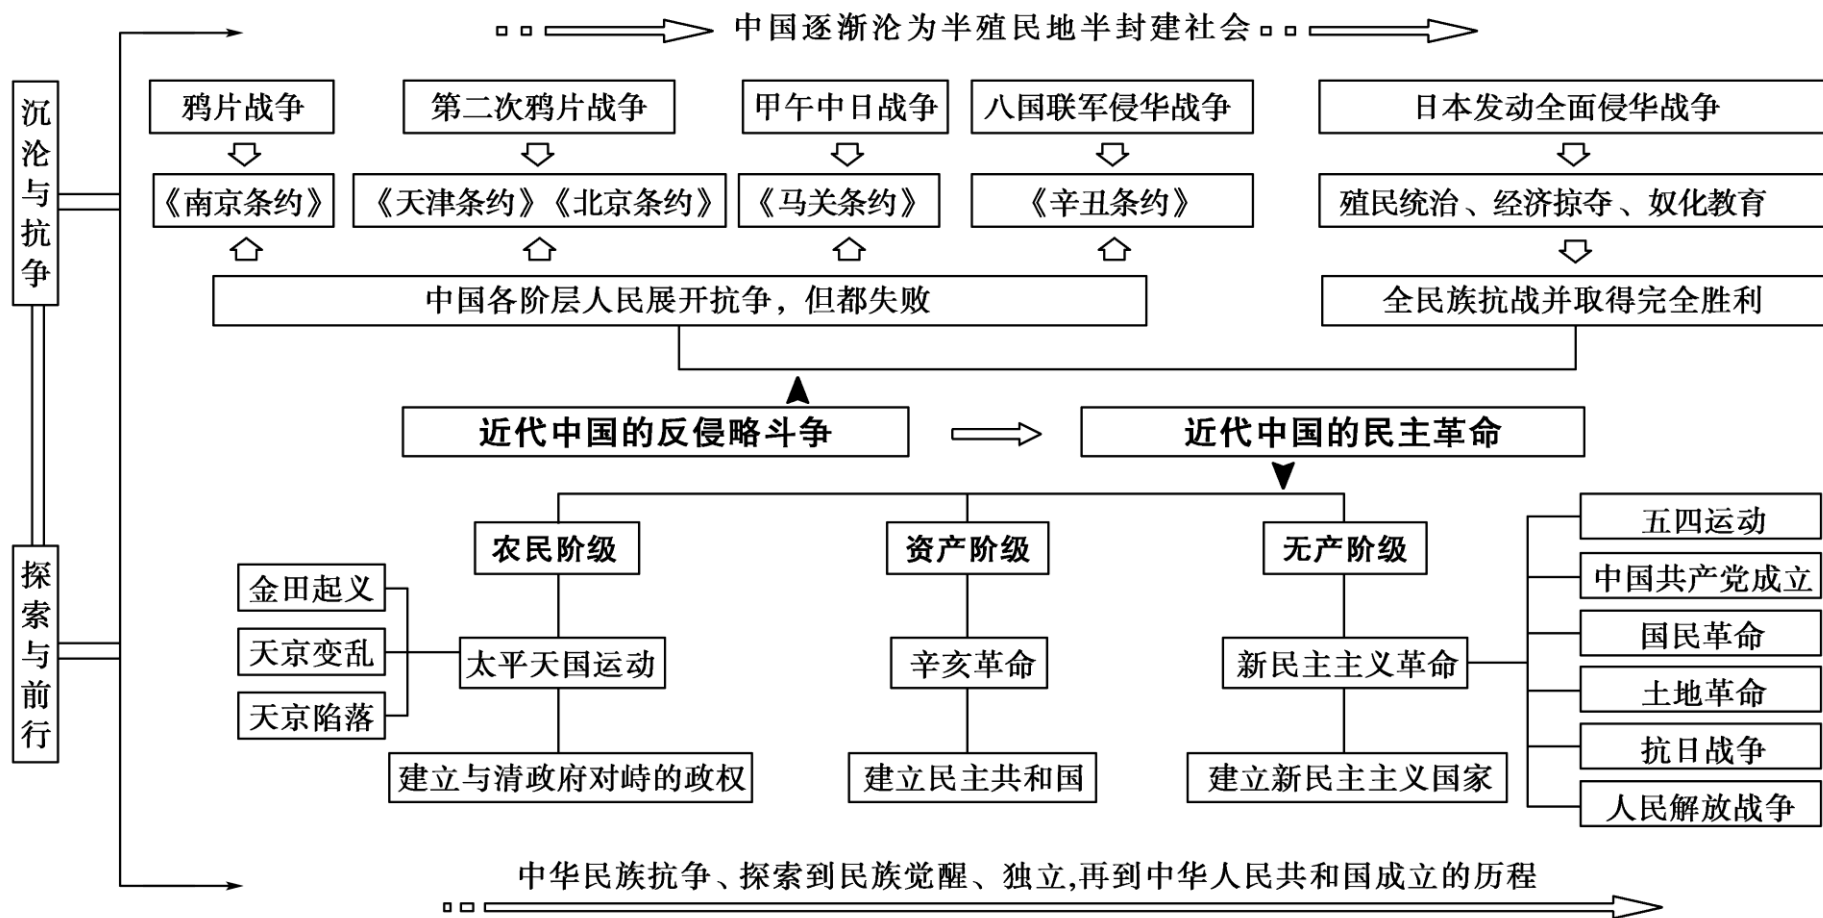 中国逐渐沦为半殖民地半封建社会
沉沦与抗争
鸦片战争
第二次鸦片战争
甲午中日战争
八国联军侵华战争
日本发动全面侵华战争
《南京条约》
《天津条约》《北京条约》
《马关条约》
《辛丑条约》
殖民统治、经济掠夺、奴化教育
中国各阶层人民展开抗争，但都失败
全民族抗战并取得完全胜利
近代中国的反侵略斗争
近代中国的民主革命
探索与前行
农民阶级
资产阶级
无产阶级
金田起义
天京变乱
天京陷落
太平天国运动
辛亥革命
新民主主义革命
五四运动
中国共产党成立
国民革命
土地革命
抗日战争
人民解放战争
建立与清政府对峙的政权
建立民主共和国
建立新民主主义国家
中华民族抗争、探索到民族觉醒、独立,再到中华人民共和国成立的历程